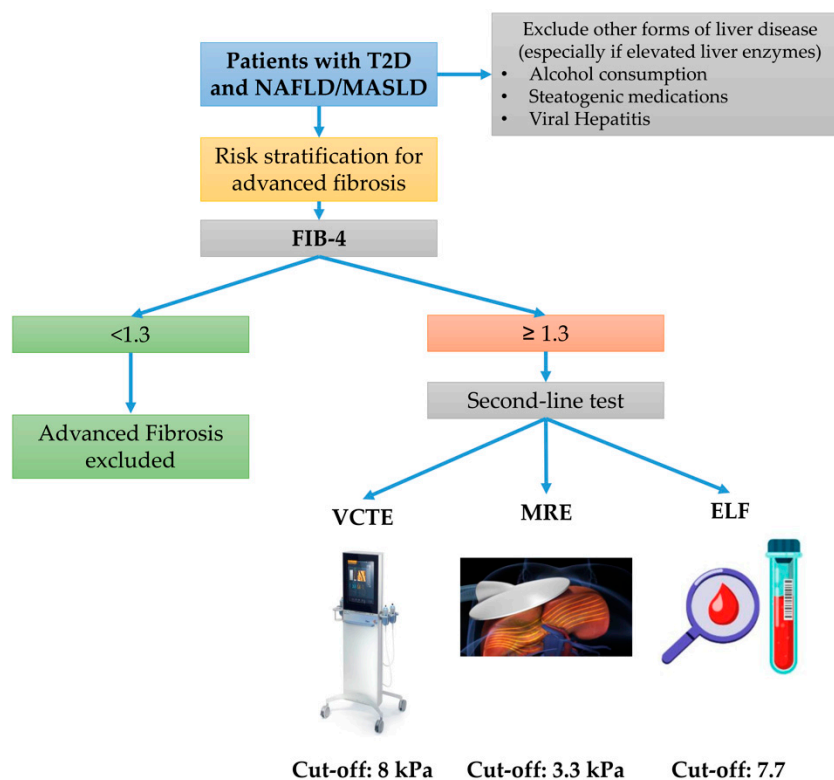 Patients with T2D
and NAFLD/MASLD
Exclude other forms of liver disease
(especially if elevated liver enzymes)
• Alcohol consumption
• Steatogenic medications
• Viral Hepatitis
Risk stratification for
advanced fibrosis
FIB-4
<1.3
≥ 1.3
Advanced Fibrosis
excluded
Second-line test
VCTE
MRE
ELF
Cut-off: 8 kPa
Cut-off: 3.3 kPa
Cut-off: 7.7